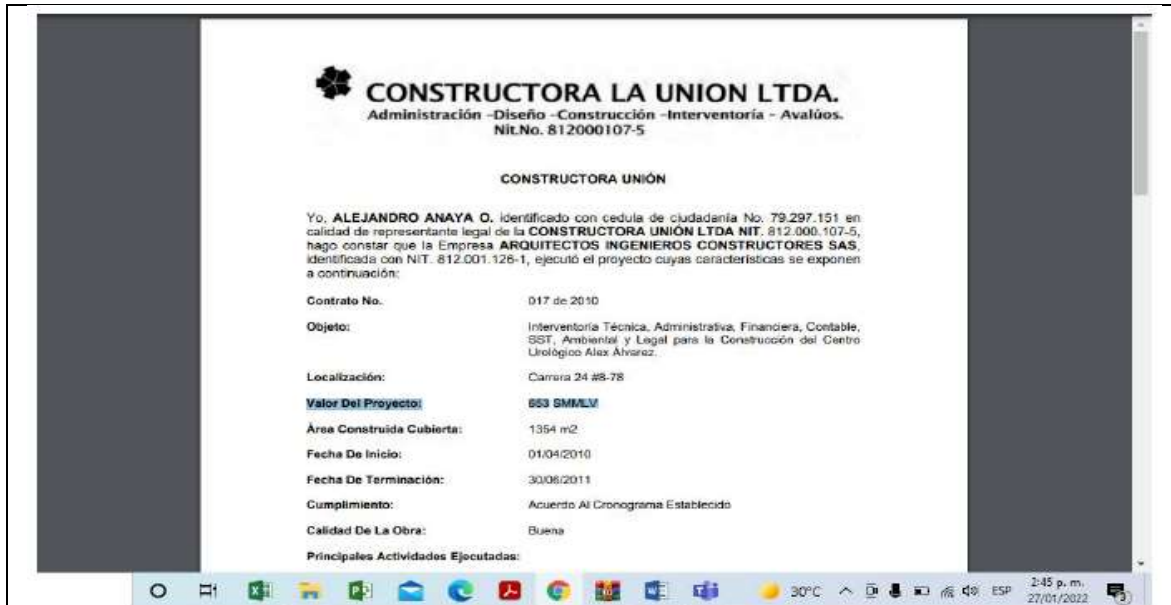 CONSTRUCTORA LA UNION LTDA.
Administración -Diseño -Construcción -Interventoría - Avalúos.
Nit.No. 812000107-5
CONSTRUCTORA UNIÓN
Yo, ALEJANDRO ANAYA O. identificado con cedula de ciudadanía No. 79.297.151 en
calidad de representante legal de la CONSTRUCTORA UNIÓN LTDA NIT. 812.000.107-5,
hago constar que la Empresa ARQUITECTOS INGENIEROS CONSTRUCTORES SAS,
identificada con NIT. 812.001.126-1, ejecutó el proyecto cuyas características se exponen
a continuación:
Contrato No. 017 de 2010
Objeto: Interventoría Técnica, Administrativa, Financiera, Contable,
SST, Ambiental y Legal para la Construcción del Centro
Urológico Alex Álvarez.
Localización: Carrera 24 #8-78
Valor Del Proyecto: 653 SMMLV
Área Construida Cubierta: 1354 m2
Fecha De Inicio: 01/04/2010
Fecha De Terminación: 30/06/2011
Cumplimiento: Acuerdo Al Cronograma Establecido
Calidad De La Obra: Buena
Principales Actividades Ejecutadas:
30°C ESP 2:45 p. m.
27/01/2022